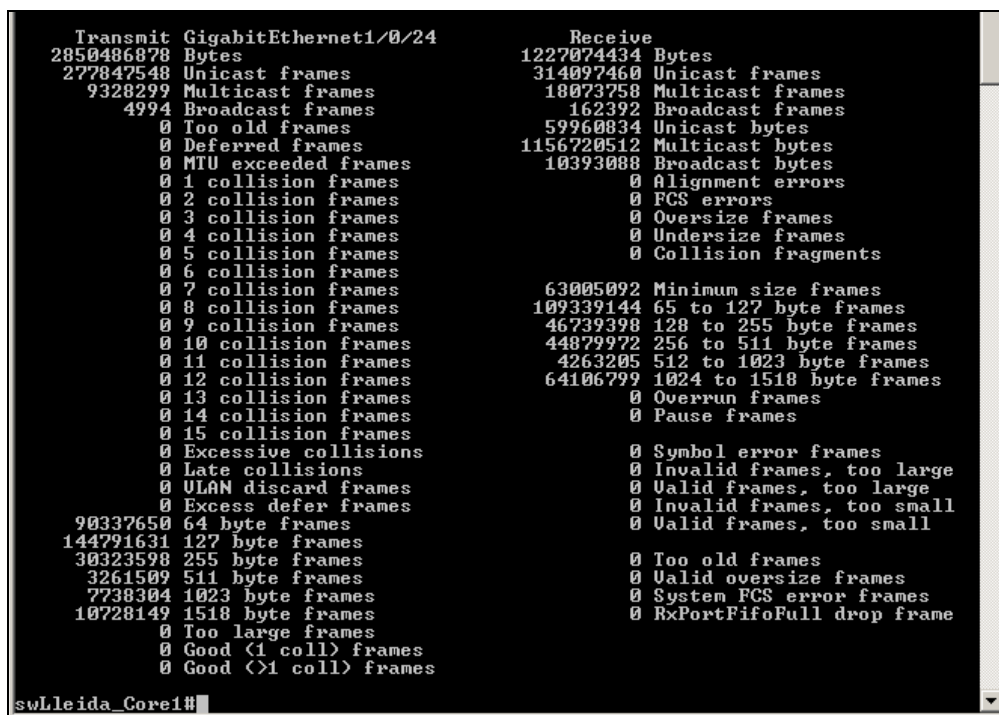 Transmit GigabitEthernet1/0/24 Receive
2850486878 Bytes 1227074434 Bytes
277847548 Unicast frames 314097460 Unicast frames
9328299 Multicast frames 18073758 Multicast frames
4994 Broadcast frames 162392 Broadcast frames
0 Too old frames 59960834 Unicast bytes
0 Deferred frames 1156720512 Multicast bytes
0 MTU exceeded frames 10393088 Broadcast bytes
0 1 collision frames 0 Alignment errors
0 2 collision frames 0 FCS errors
0 3 collision frames 0 Oversize frames
0 4 collision frames 0 Undersize frames
0 5 collision frames 0 Collision fragments
0 6 collision frames
0 7 collision frames 63005092 Minimum size frames
0 8 collision frames 109339144 65 to 127 byte frames
0 9 collision frames 46739398 128 to 255 byte frames
0 10 collision frames 44879972 256 to 511 byte frames
0 11 collision frames 4263205 512 to 1023 byte frames
0 12 collision frames 64106799 1024 to 1518 byte frames
0 13 collision frames 0 Overrun frames
0 14 collision frames 0 Pause frames
0 15 collision frames
0 Excessive collisions 0 Symbol error frames
0 Late collisions 0 Invalid frames, too large
0 VLAN discard frames 0 Valid frames, too large
0 Excess defer frames 0 Invalid frames, too small
90337650 64 byte frames 0 Valid frames, too small
144791631 127 byte frames
30323598 255 byte frames 0 Too old frames
3261509 511 byte frames 0 Valid oversize frames
7738304 1023 byte frames 0 System FCS error frames
10728149 1518 byte frames 0 RxPortFifoFull drop frame
0 Too large frames
0 Good (1 coll) frames
0 Good (>1 coll) frames
swLleida_Core1#